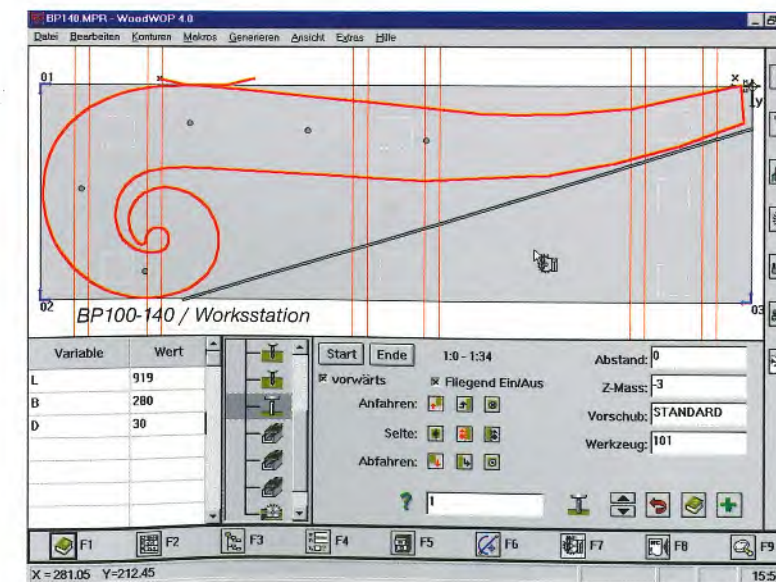 BP140.MPR - WoodWOP 4.0
Datei Bearbeiten Konturen Makros Generieren Ansicht Extras Hilfe
01
x
x
y
02
03
BP100-140 / Worksstation
Variable Wert
L 919
B 280
D 30
Start Ende 1:0 - 1:34
vorwärts Fliegend Ein/Aus
Anfahren:
Seite:
Abfahren:
Abstand: 0
Z-Mass: -3
Vorschub: STANDARD
Werkzeug: 101
? 1
F1 F2 F3 F4 F5 F6 F7 F8 F9
X = 281.05 Y=212.45